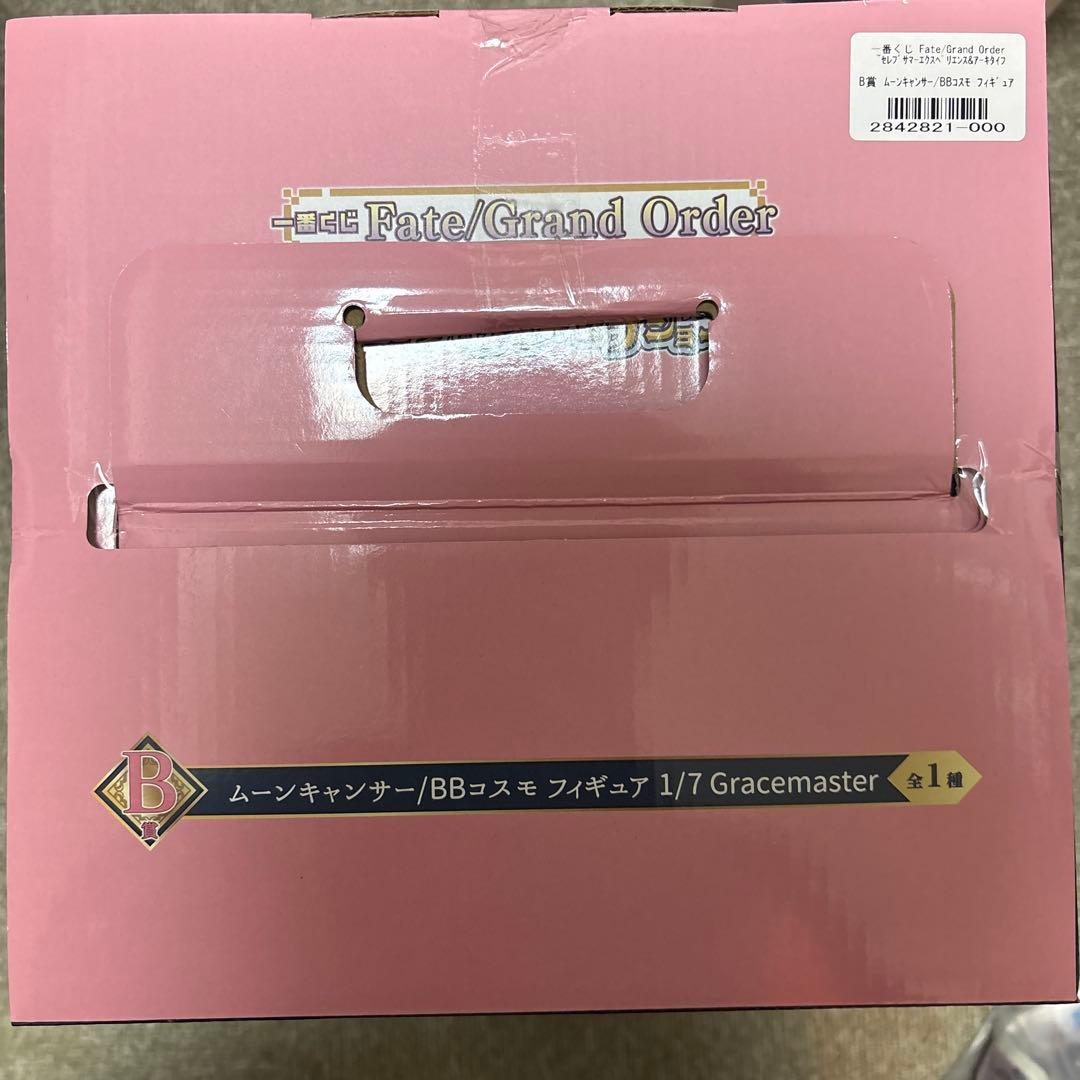 一番くじ Fate/Grand Order
~ｾﾚﾌﾞｻﾏｰｴｸｽﾍﾟﾘｴﾝｽ&ｱｰｷﾀｲﾌ
B賞 ムーンキャンサー/BBコスモ フィギュア
2842821-000
一番くじ Fate/Grand Order
B賞 ムーンキャンサー/BBコスモ フィギュア 1/7 Gracemaster 全1種